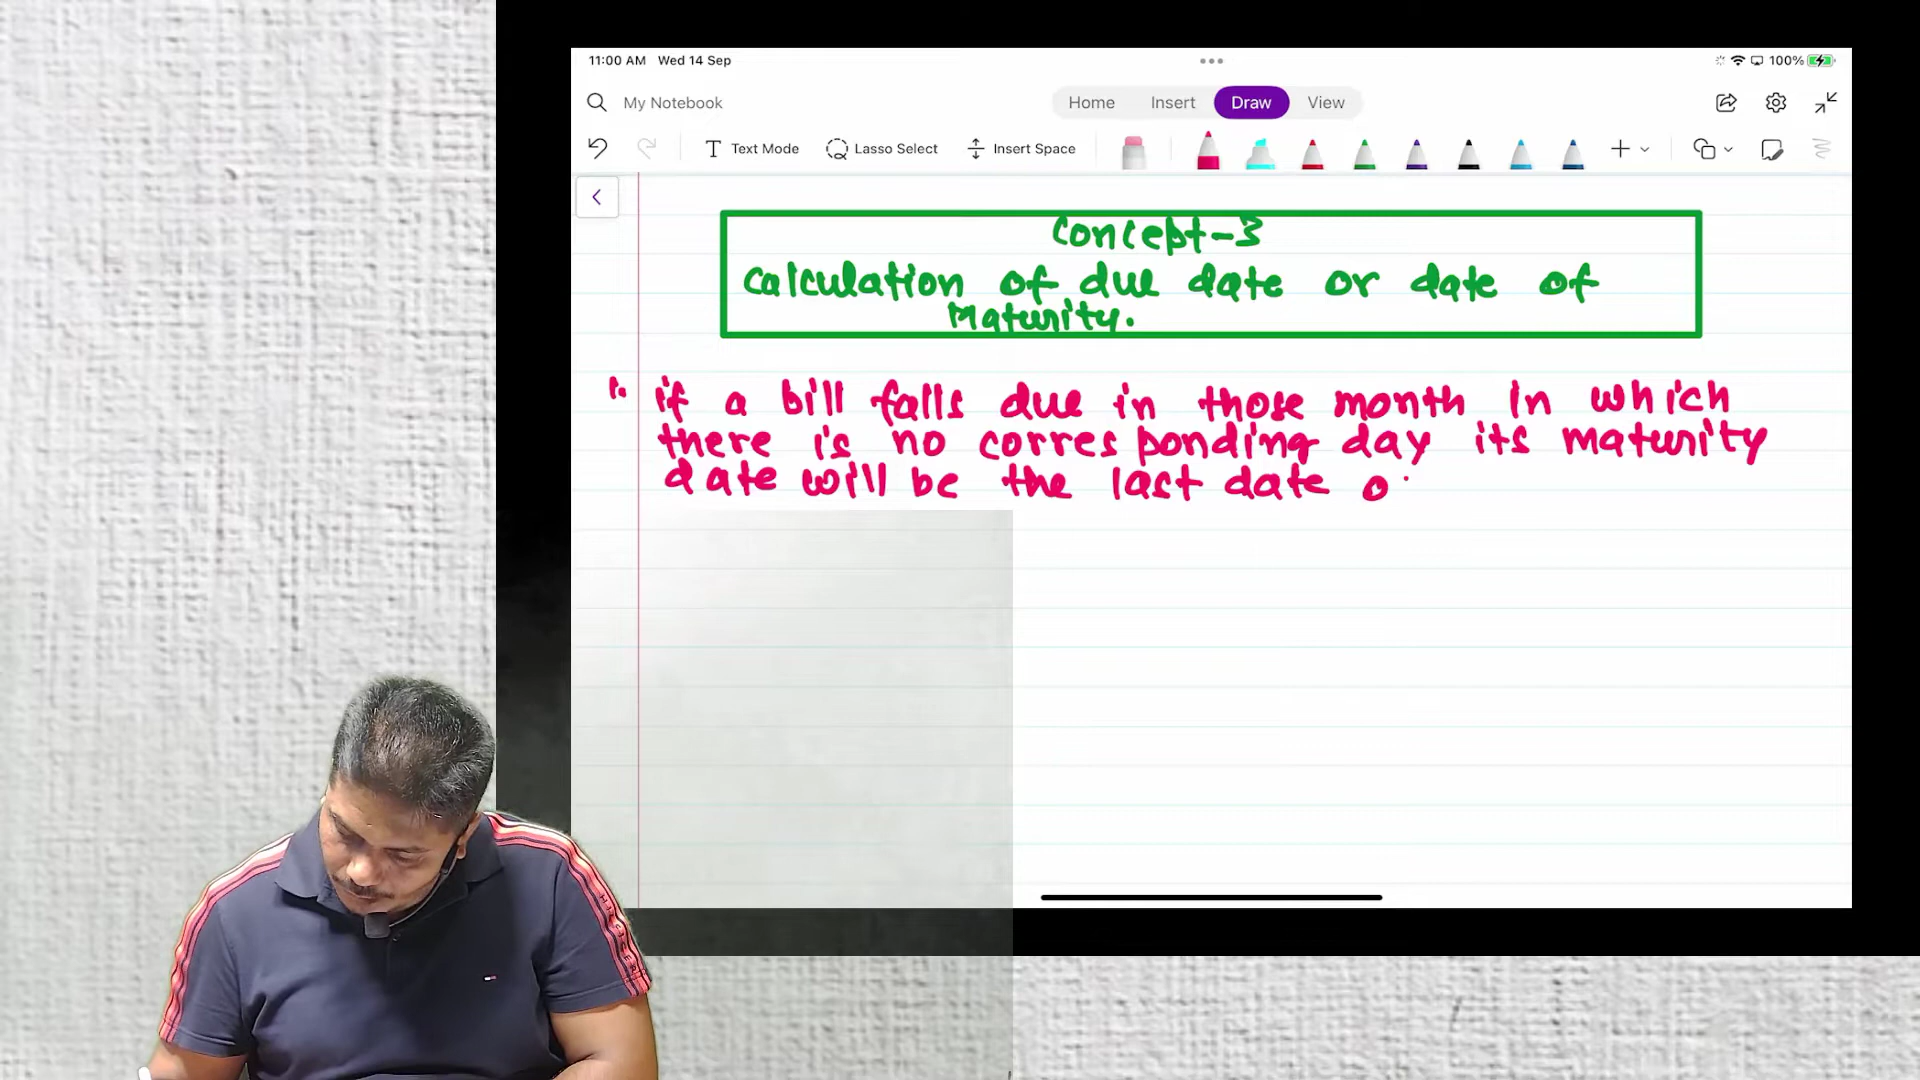 11:00 AM Wed 14 Sep
100%
My Notebook
Home Insert Draw View
Text Mode Lasso Select Insert Space
Concept-3
Calculation of due date or date of
Maturity.
1. if a bill falls due in those month in which
there is no corresponding day its maturity
date will be the last date o